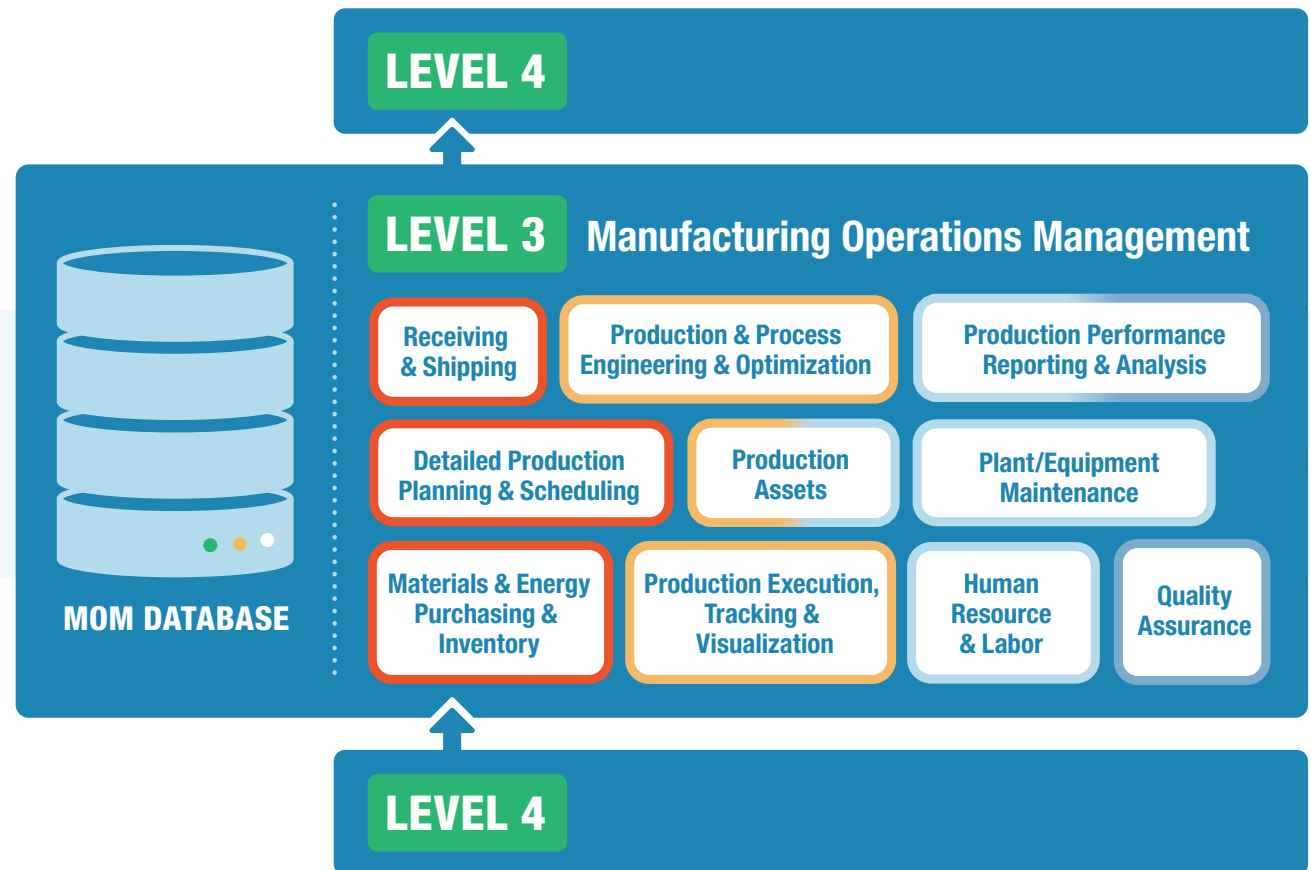 LEVEL 4
LEVEL 3
Manufacturing Operations Management
Receiving
& Shipping
Production & Process
Engineering & Optimization
Production Performance
Reporting & Analysis
Detailed Production
Planning & Scheduling
Production
Assets
Plant/Equipment
Maintenance
Materials & Energy
Purchasing &
Inventory
Production Execution,
Tracking &
Visualization
Human
Resource
& Labor
Quality
Assurance
MOM DATABASE
LEVEL 4